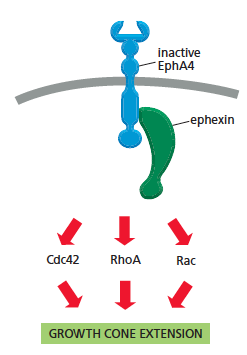 inactive
EphA4
ephexin
Cdc42 RhoA Rac
GROWTH CONE EXTENSION